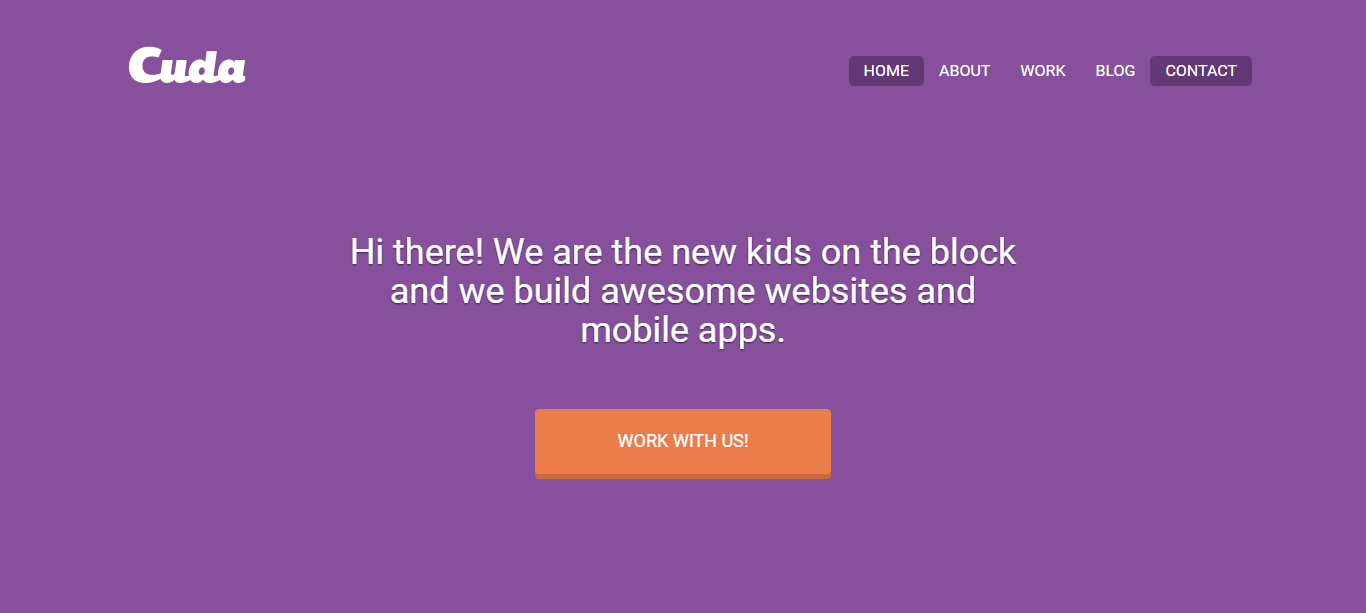 Cuda
HOME ABOUT WORK BLOG CONTACT
Hi there! We are the new kids on the block
and we build awesome websites and
mobile apps.
WORK WITH US!